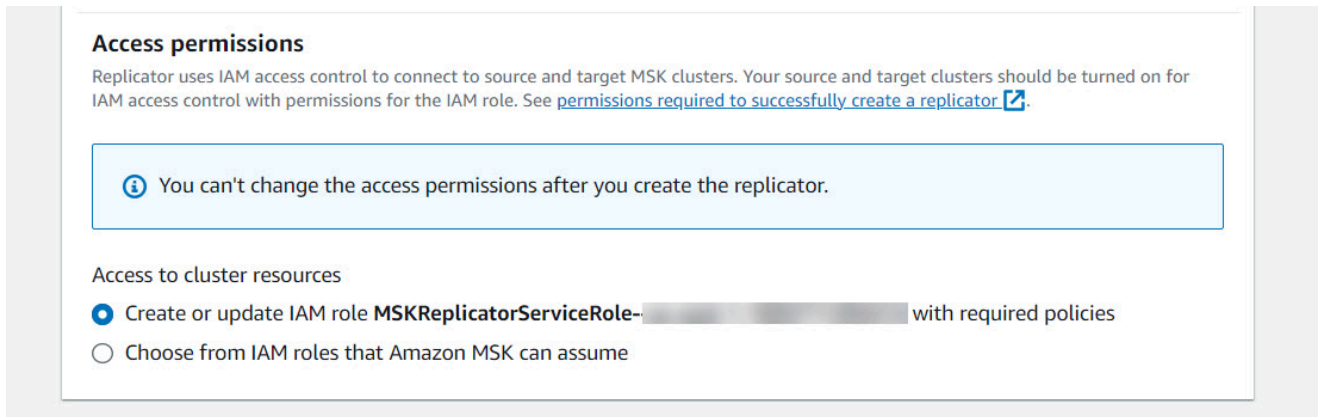 Access permissions
Replicator uses IAM access control to connect to source and target MSK clusters. Your source and target clusters should be turned on for
IAM access control with permissions for the IAM role. See permissions required to successfully create a replicator.
You can't change the access permissions after you create the replicator.
Access to cluster resources
Create or update IAM role MSKReplicatorServiceRole- with required policies
Choose from IAM roles that Amazon MSK can assume